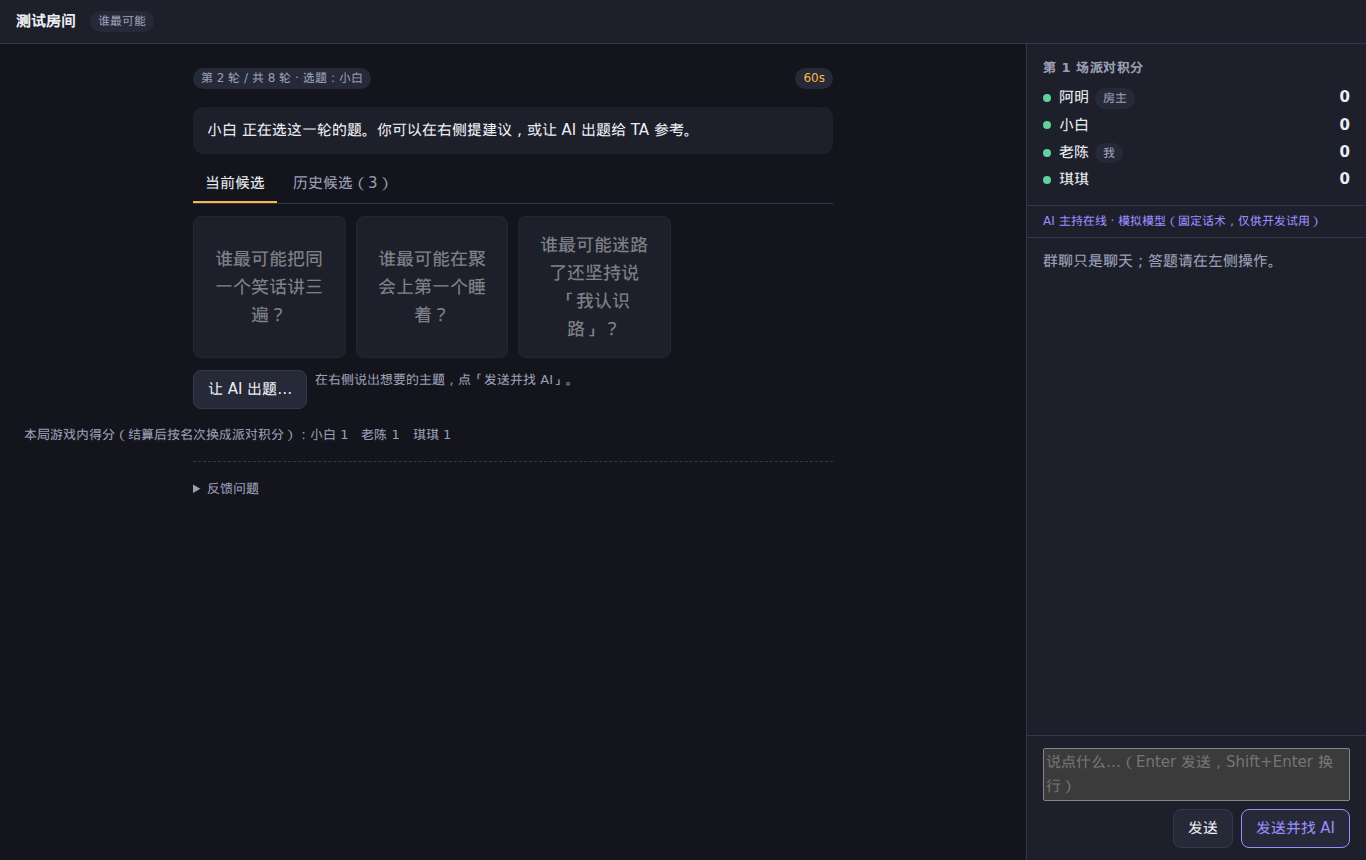 测试房间 谁最可能
第 2 轮 / 共 8 轮 · 选题：小白 60s
小白 正在选这一轮的题。你可以在右侧提建议，或让 AI 出题给 TA 参考。
当前候选 历史候选（3）
谁最可能把同
一个笑话讲三
遍？
谁最可能在聚
会上第一个睡
着？
谁最可能迷路
了还坚持说
「我认识
路」？
让 AI 出题… 在右侧说出想要的主题，点「发送并找 AI」。
本局游戏内得分（结算后按名次换成派对积分）：小白 1 老陈 1 琪琪 1
▶ 反馈问题
第 1 场派对积分
阿明 房主 0
小白 0
老陈 我 0
琪琪 0
AI 主持在线 · 模拟模型（固定话术，仅供开发试用）
群聊只是聊天；答题请在左侧操作。
说点什么…（Enter 发送，Shift+Enter 换
行）
发送 发送并找 AI